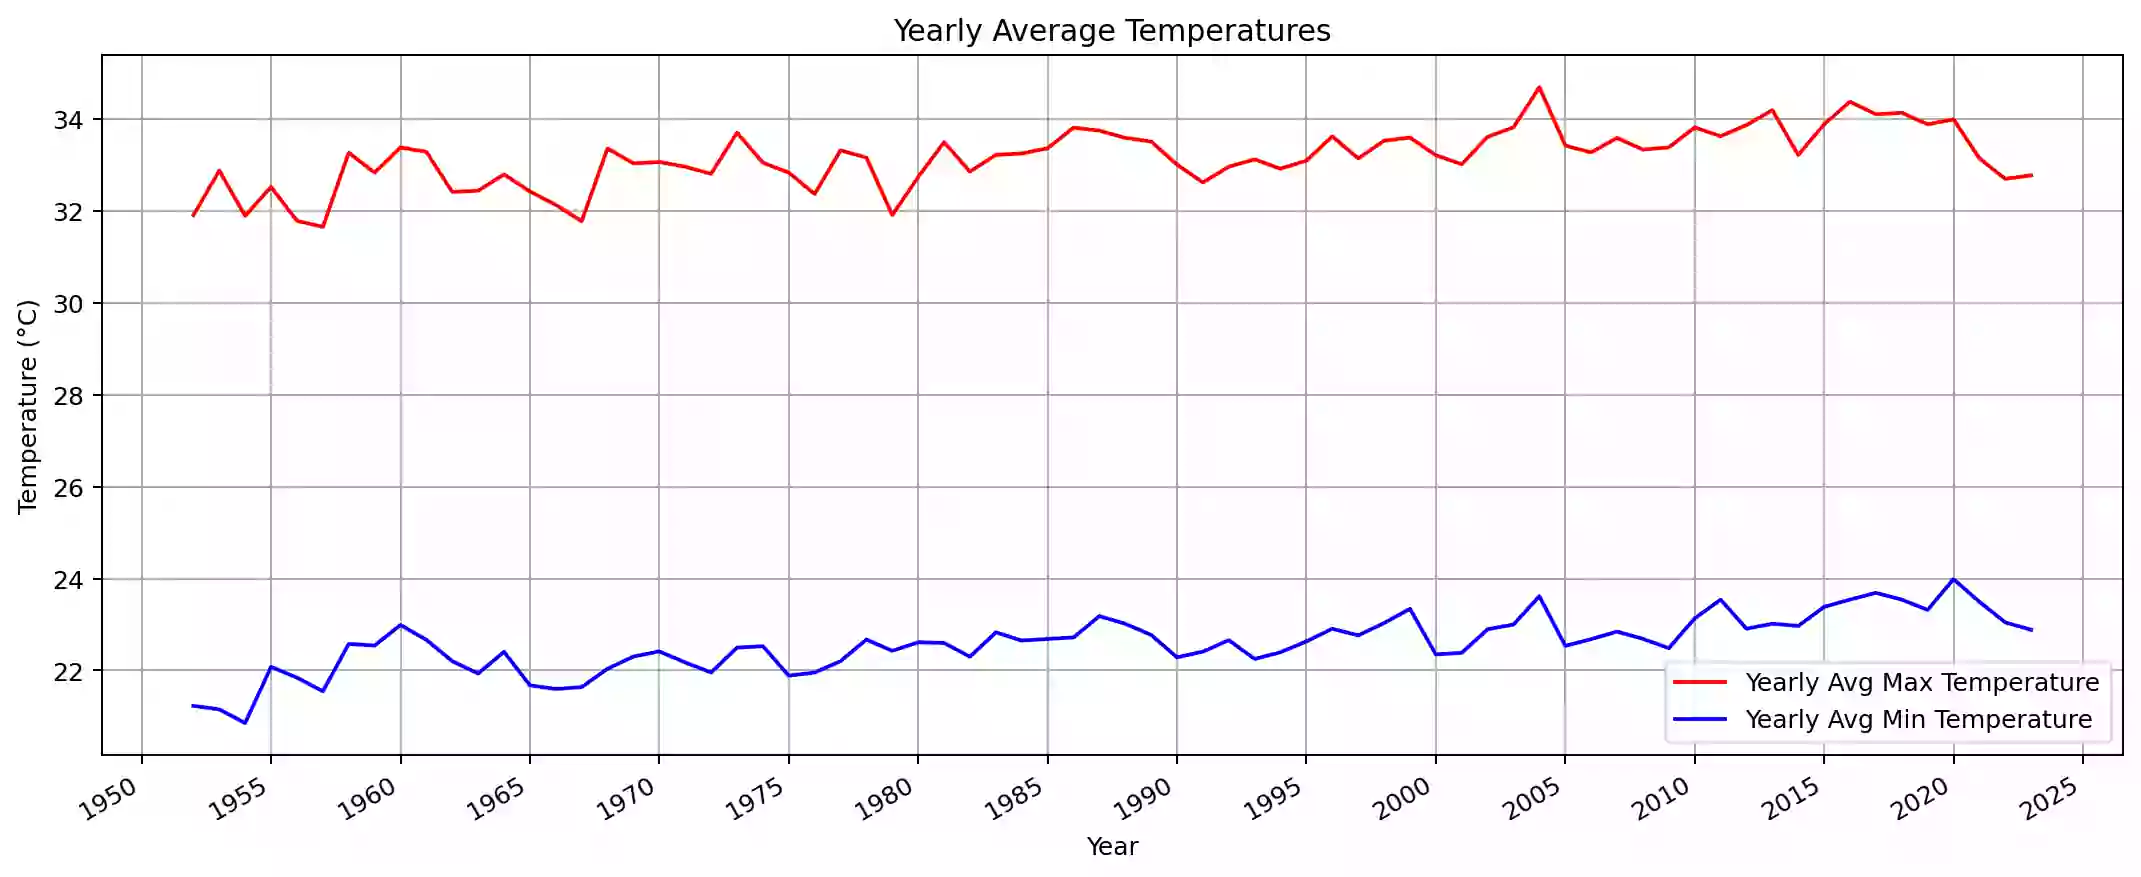 Yearly Average Temperatures
Temperature (°C)
34
32
30
28
26
24
22
Yearly Avg Max Temperature
Yearly Avg Min Temperature
1950 1955 1960 1965 1970 1975 1980 1985 1990 1995 2000 2005 2010 2015 2020 2025
Year